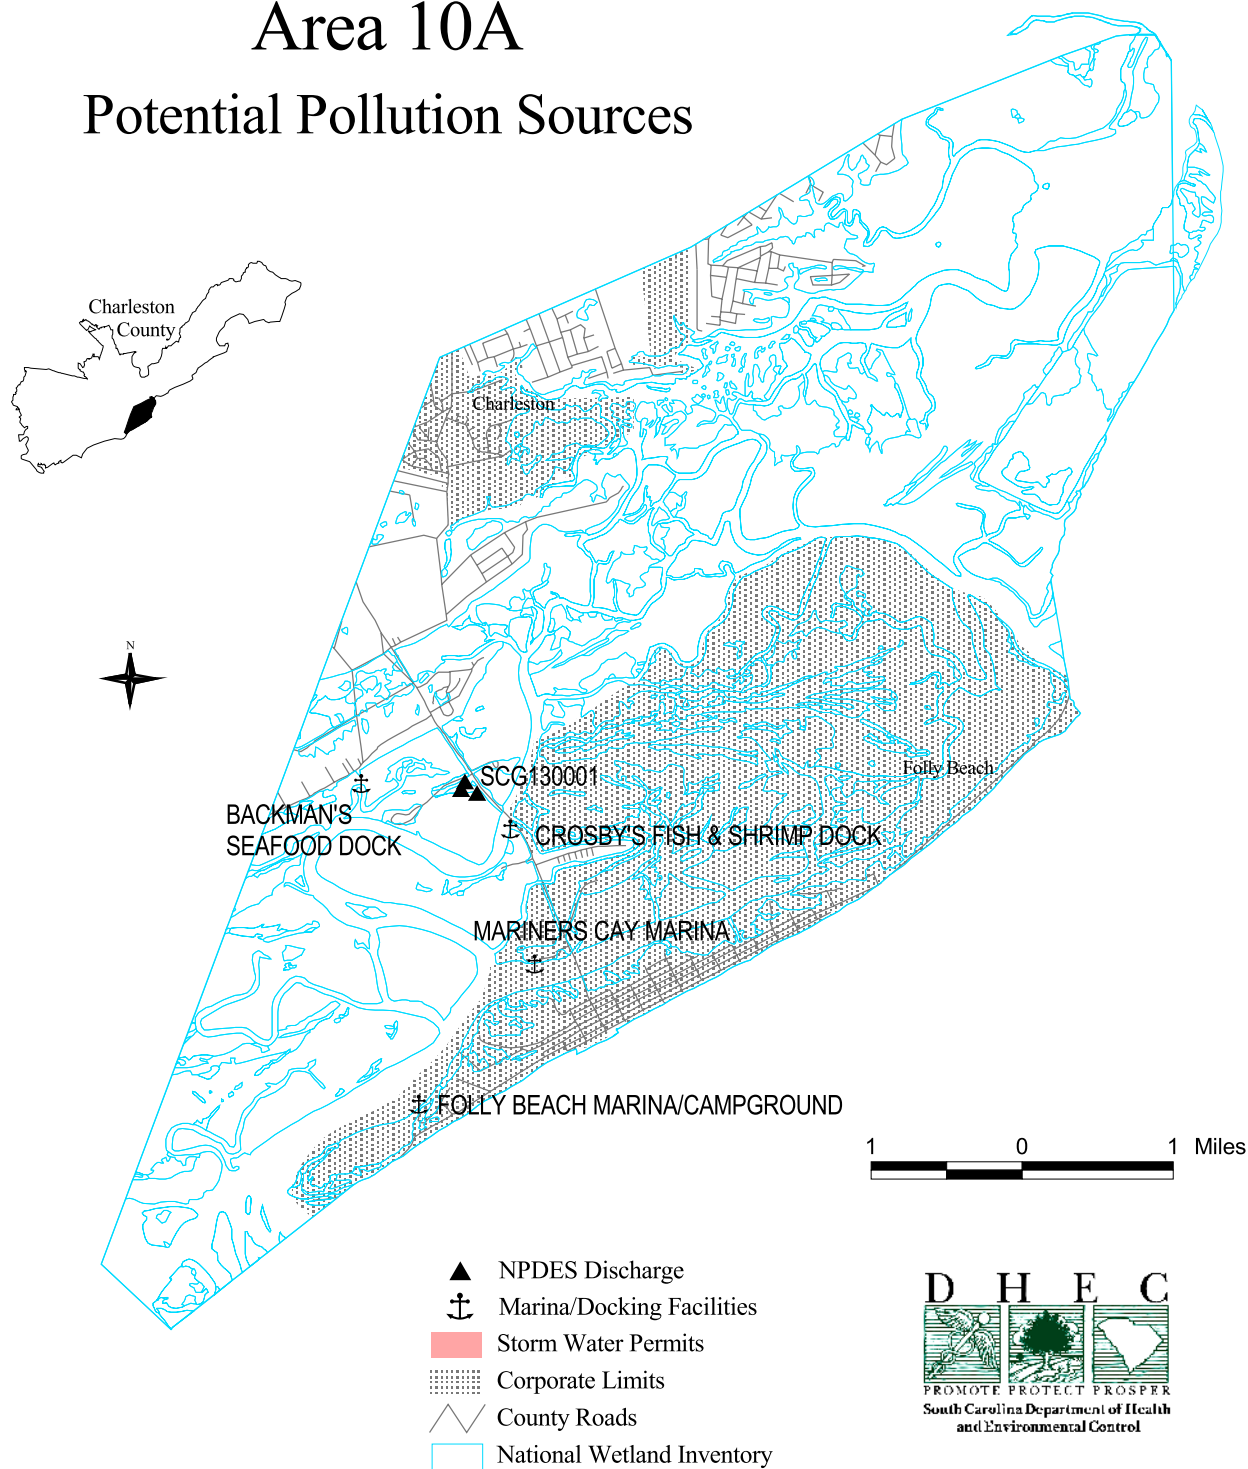 Area 10A
Potential Pollution Sources
Charleston
County
Charleston
N
SCG130001
Folly Beach
BACKMAN'S
SEAFOOD DOCK
CROSBY'S FISH & SHRIMP DOCK
MARINERS CAY MARINA
FOLLY BEACH MARINA/CAMPGROUND
1 0 1 Miles
NPDES Discharge
Marina/Docking Facilities
Storm Water Permits
Corporate Limits
County Roads
National Wetland Inventory
D H E C
PROMOTE PROTECT PROSPER
South Carolina Department of Health
and Environmental Control